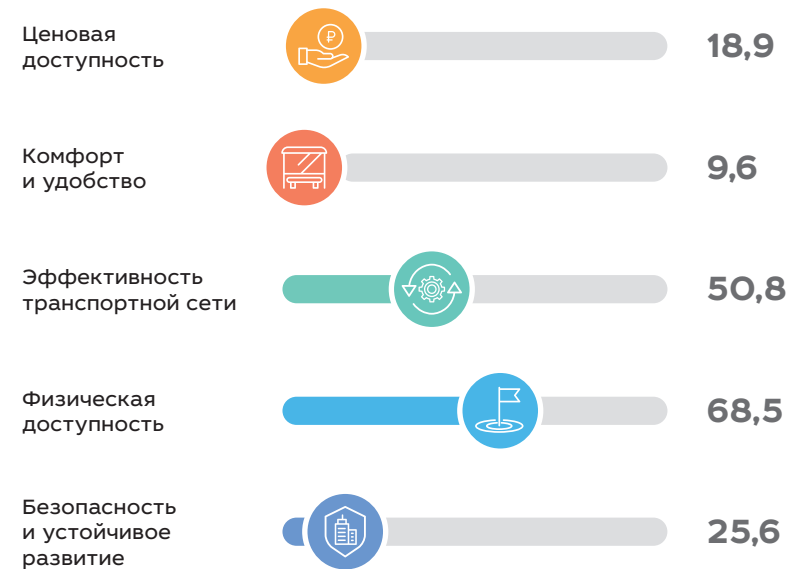 Ценовая
доступность
18,9
Комфорт
и удобство
9,6
Эффективность
транспортной сети
50,8
Физическая
доступность
68,5
Безопасность
и устойчивое
развитие
25,6